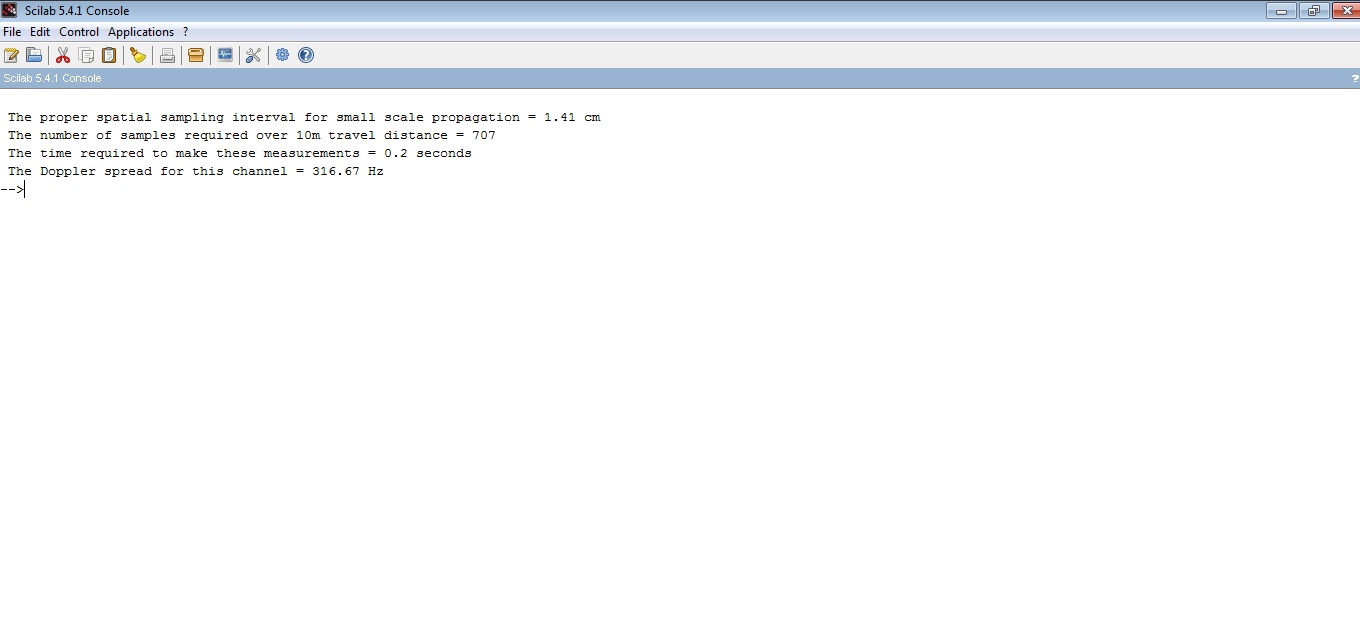 Scilab 5.4.1 Console
File Edit Control Applications ?
Scilab 5.4.1 Console ?
The proper spatial sampling interval for small scale propagation = 1.41 cm
The number of samples required over 10m travel distance = 707
The time required to make these measurements = 0.2 seconds
The Doppler spread for this channel = 316.67 Hz
-->